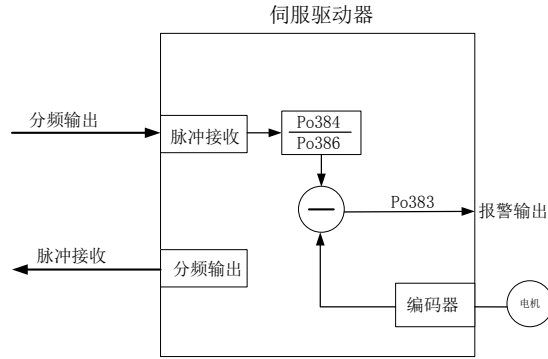 伺服驱动器
分频输出
脉冲接收
Po384
Po386
Po383
报警输出
脉冲接收
分频输出
编码器
电机